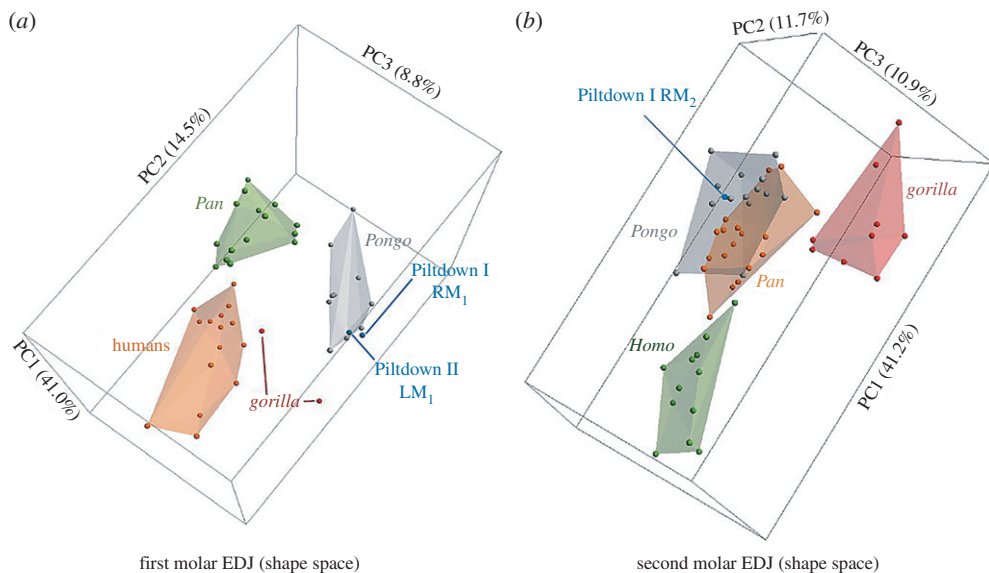 (a)
PC3 (8.8%)
PC2 (14.5%)
Pan
Pongo
Piltdown I
RM1
humans
Piltdown II
LM1
gorilla
PC1 (41.0%)
first molar EDJ (shape space)
(b)
PC2 (11.7%)
PC3 (10.9%)
Piltdown I RM2
gorilla
Pongo
Pan
Homo
PC1 (41.2%)
second molar EDJ (shape space)